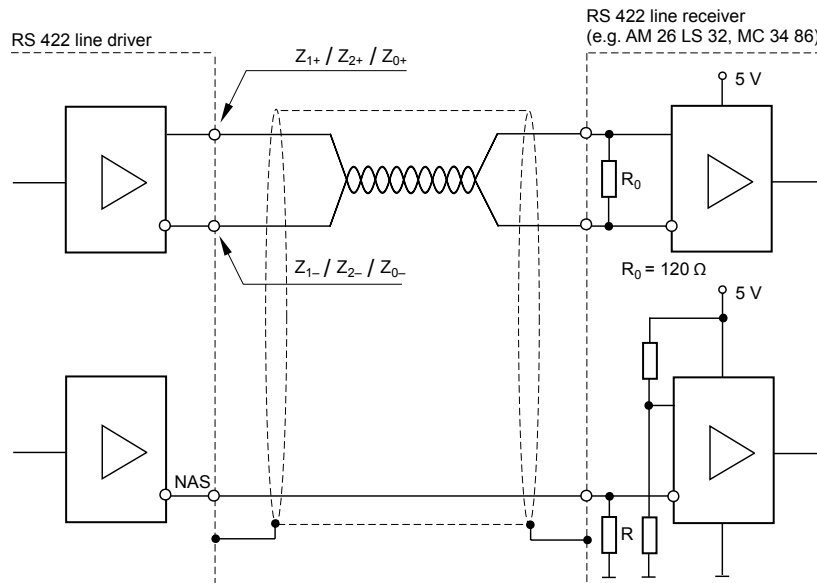 RS 422 line receiver
(e.g. AM 26 LS 32, MC 34 86)
RS 422 line driver
Z1+ / Z2+ / Z0+
5 V
R0
Z1– / Z2– / Z0–
R0 = 120 Ω
5 V
NAS
R